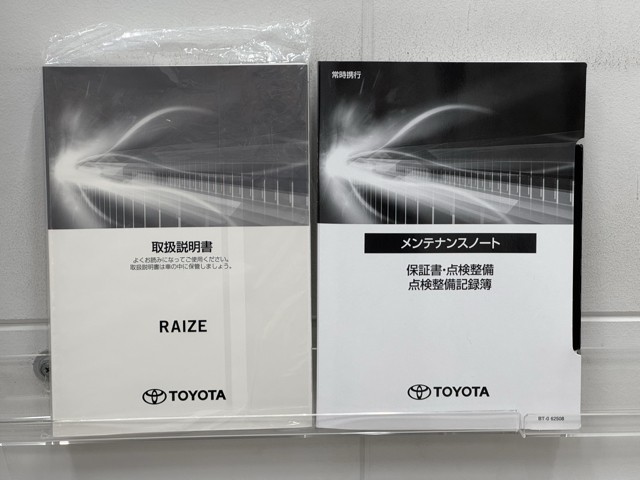 取扱説明書
よくお読みになってご使用ください。
取扱説明書は車の中に保管しましょう。
RAIZE
TOYOTA
常時携行
メンテナンスノート
保証書・点検整備
点検整備記録簿
TOYOTA